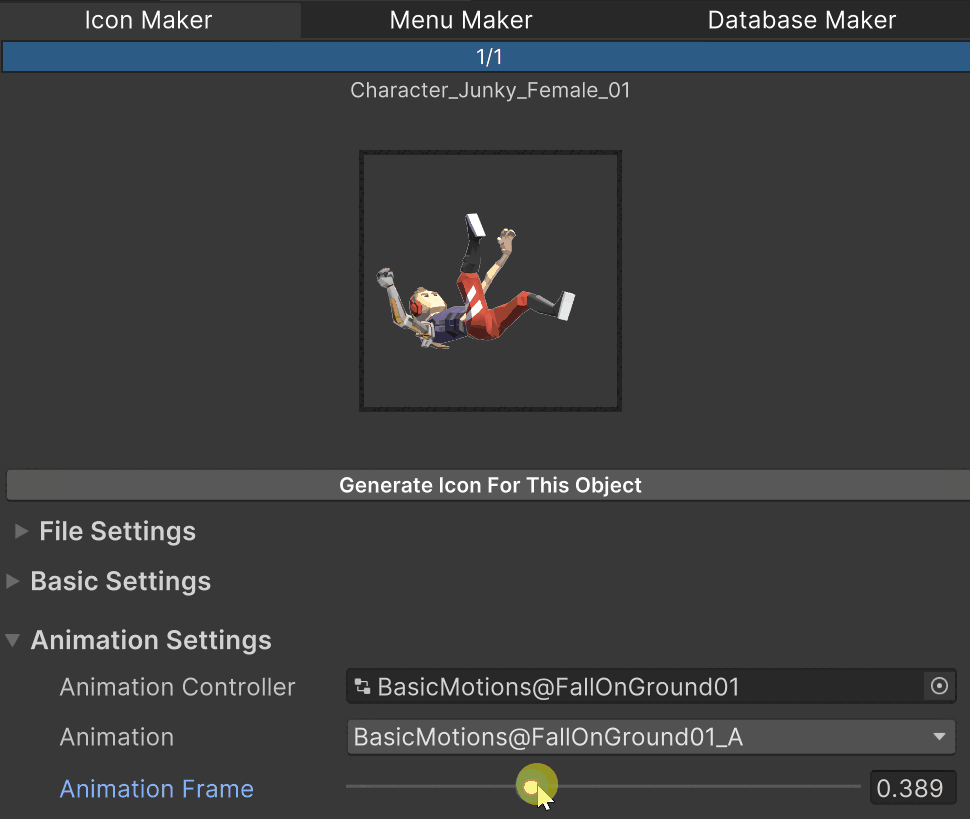 Icon Maker Menu Maker Database Maker
1/1
Character_Junky_Female_01
Generate Icon For This Object
File Settings
Basic Settings
Animation Settings
Animation Controller BasicMotions@FallOnGround01
Animation BasicMotions@FallOnGround01_A
Animation Frame 0.389